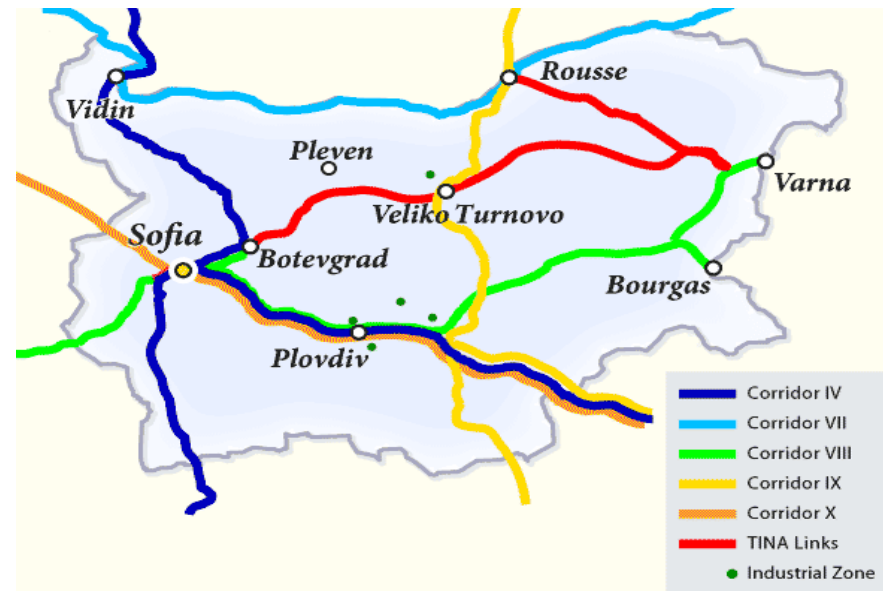 Rousse
Vidin
Pleven
Varna
Veliko Turnovo
Sofia
Botevgrad
Bourgas
Plovdiv
Corridor IV
Corridor VII
Corridor VIII
Corridor IX
Corridor X
TINA Links
Industrial Zone